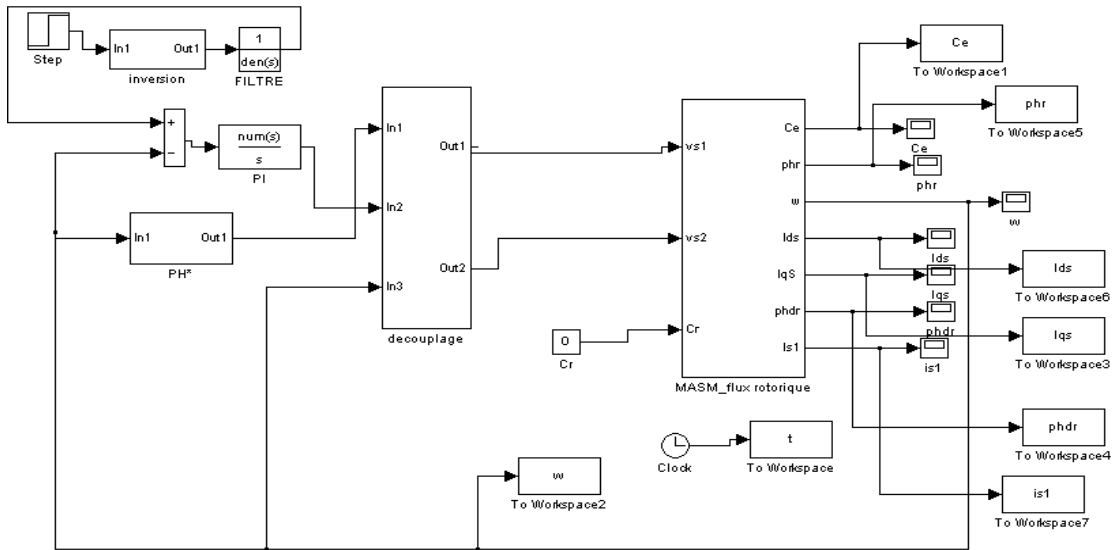 Step
In1
Out1
inversion
1
den(s)
FILTRE
+
−
num(s)
s
PI
In1
Out1
PH*
In1
In2
In3
Out1
Out2
decouplage
0
Cr
vs1
vs2
Cr
Ce
phr
w
Ids
IqS
phdr
Is1
MASM_flux rotorique
Ce
To Workspace1
phr
To Workspace5
Ce
phr
w
Ids
Iqs
phdr
is1
Ids
To Workspace6
Iqs
To Workspace3
phdr
To Workspace4
is1
To Workspace7
Clock
t
To Workspace
w
To Workspace2